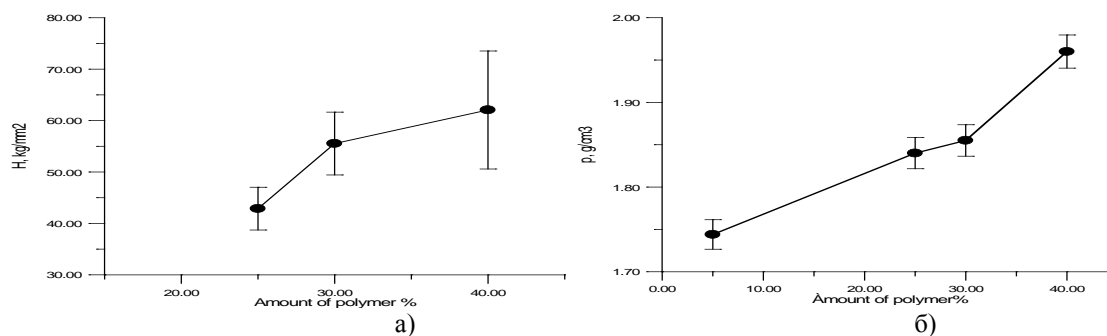 80.00
70.00
60.00
50.00
40.00
30.00
H, kg/mm2
20.00 30.00 40.00
Amount of polymer %
а)
2.00
1.90
1.80
1.70
p, g/cm3
0.00 10.00 20.00 30.00 40.00
Àmount of polymer%
б)